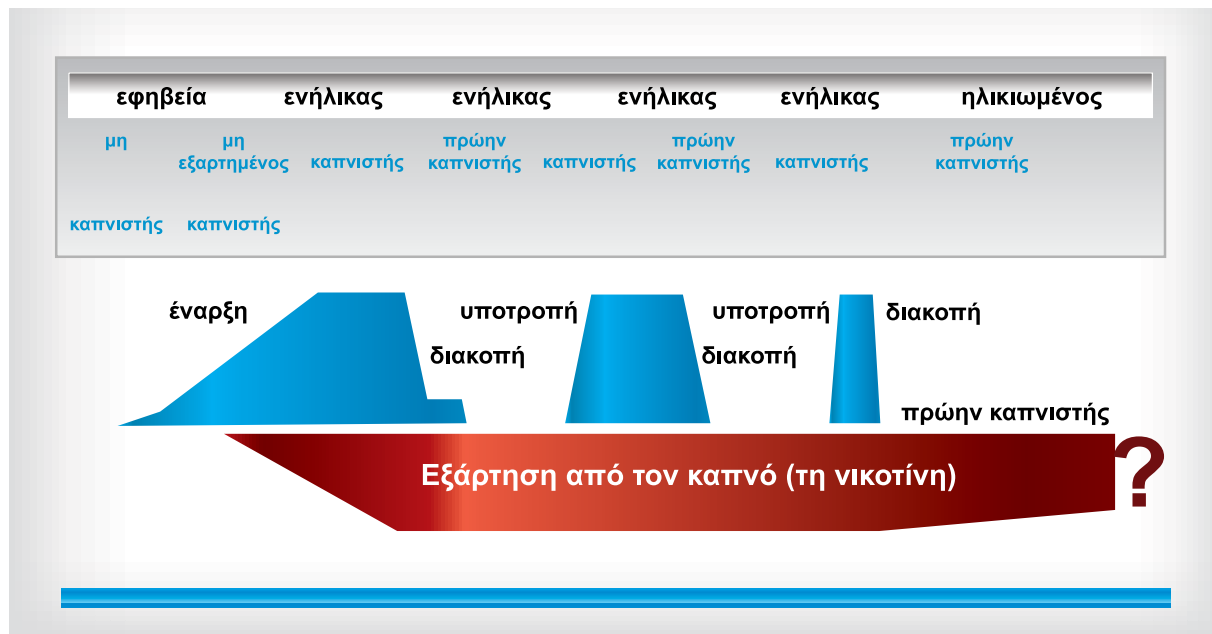 εφηβεία ενήλικας ενήλικας ενήλικας ενήλικας ηλικιωμένος
μη μη πρώην πρώην πρώην
εξαρτημένος καπνιστής καπνιστής καπνιστής καπνιστής καπνιστής καπνιστής
καπνιστής καπνιστής
έναρξη υποτροπή υποτροπή διακοπή
διακοπή διακοπή
πρώην καπνιστής
Εξάρτηση από τον καπνό (τη νικοτίνη) ?